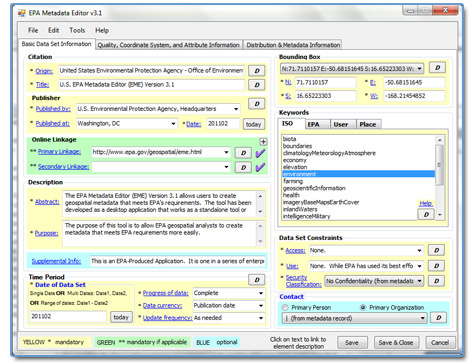 EPA Metadata Editor v3.1
File Edit Tools Help
Basic Data Set Information Quality, Coordinate System, and Attribute Information Distribution & Metadata Information
Citation
* Origin: United States Environmental Protection Agency - Office of Environmen D
* Title: U.S. EPA Metadata Editor (EME) Version 3.1 D
Publisher
* Published by: U.S. Environmental Protection Agency, Headquarters D
* Published at: Washington, DC * Date: 201102 today
Online Linkage
** Primary Linkage: http://www.epa.gov/geospatial/eme.html D
** Secondary Linkage: D
Description
* Abstract: The EPA Metadata Editor (EME) Version 3.1 allows users to create
geospatial metadata that meets EPA's requirements. The tool has been
developed as a desktop application that works as a standalone tool or
* Purpose: The purpose of this tool is to allow EPA geospatial analysts to create
metadata that meets EPA requirements more easily.
Supplemental Info: This is an EPA-Produced Application. It is one in a series of enterp
Time Period D
* Date of Data Set
Single Date OR Multi Dates: Date1, Date2,
OR Range of dates: Date1 - Date2
201102 today
* Progress of data: Complete
* Data currency: Publication date
* Update frequency: As needed
Bounding Box
N:71.7110157 E:-50.68151645 S:16.65223303 W: D
* N: 71.7110157 * E: -50.68151645
* S: 16.65223303 * W: -168.21454852
Keywords
ISO EPA User Place
biota
boundaries
climatologyMeteorologyAtmosphere
economy
elevation
environment
farming
geoscientificInformation
health
imageryBaseMapsEarthCover
inlandWaters
intelligenceMilitary
Help
D
Data Set Constraints
* Access: None. D
* Use: None. While EPA has used its best effo D
* Security Classification: No Confidentiality (from metadata D
Contact
Primary Person Primary Organization
| (from metadata record) D
YELLOW * mandatory GREEN ** mandatory if applicable BLUE optional
Click on text to link to
element description
Save Save & Close Cancel